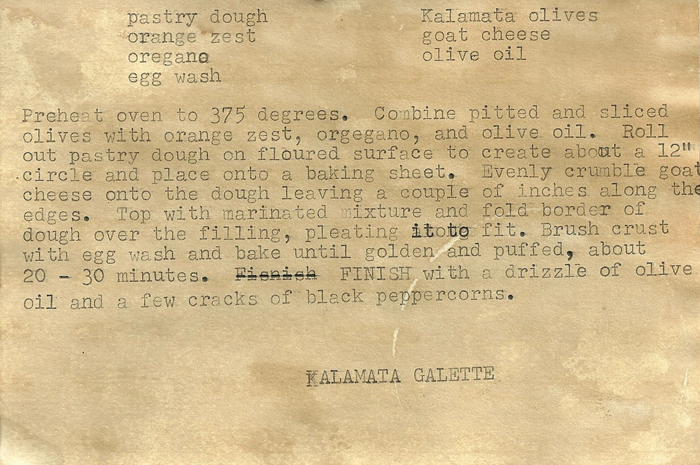 pastry dough Kalamata olives
orange zest goat cheese
oregano olive oil
egg wash
Preheat oven to 375 degrees. Combine pitted and sliced
olives with orange zest, orgegano, and olive oil. Roll
out pastry dough on floured surface to create about a 12"
circle and place onto a baking sheet. Evenly crumble goat
cheese onto the dough leaving a couple of inches along the
edges. Top with marinated mixture and fold border of
dough over the filling, pleating it to fit. Brush crust
with egg wash and bake until golden and puffed, about
20 - 30 minutes. Fisnish FINISH with a drizzle of olive
oil and a few cracks of black peppercorns.
KALAMATA GALETTE